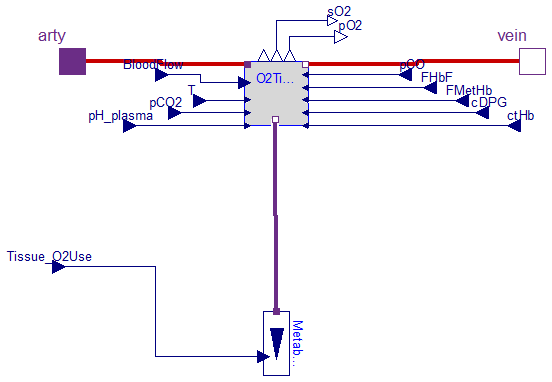 sO2
pO2
arty
vein
BloodFlow
pCO
O2Ti...
FHbF
T
FMetHb
pCO2
cDPG
pH_plasma
ctHb
Tissue_O2Use
Metab...